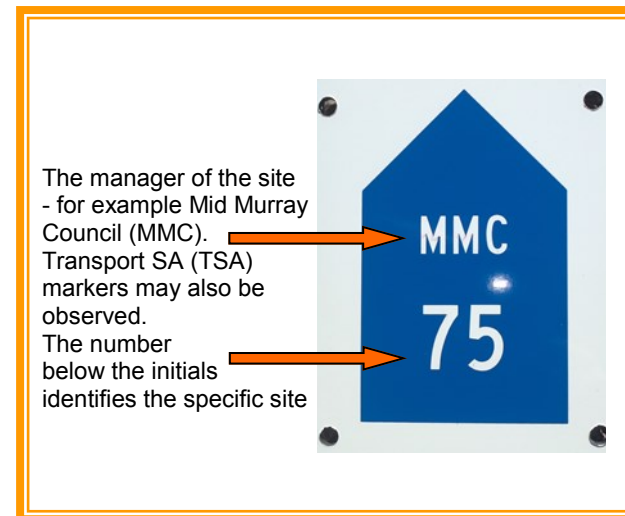 The manager of the site
- for example Mid Murray
Council (MMC).
Transport SA (TSA)
markers may also be
observed.
The number
below the initials
identifies the specific site
MMC
75